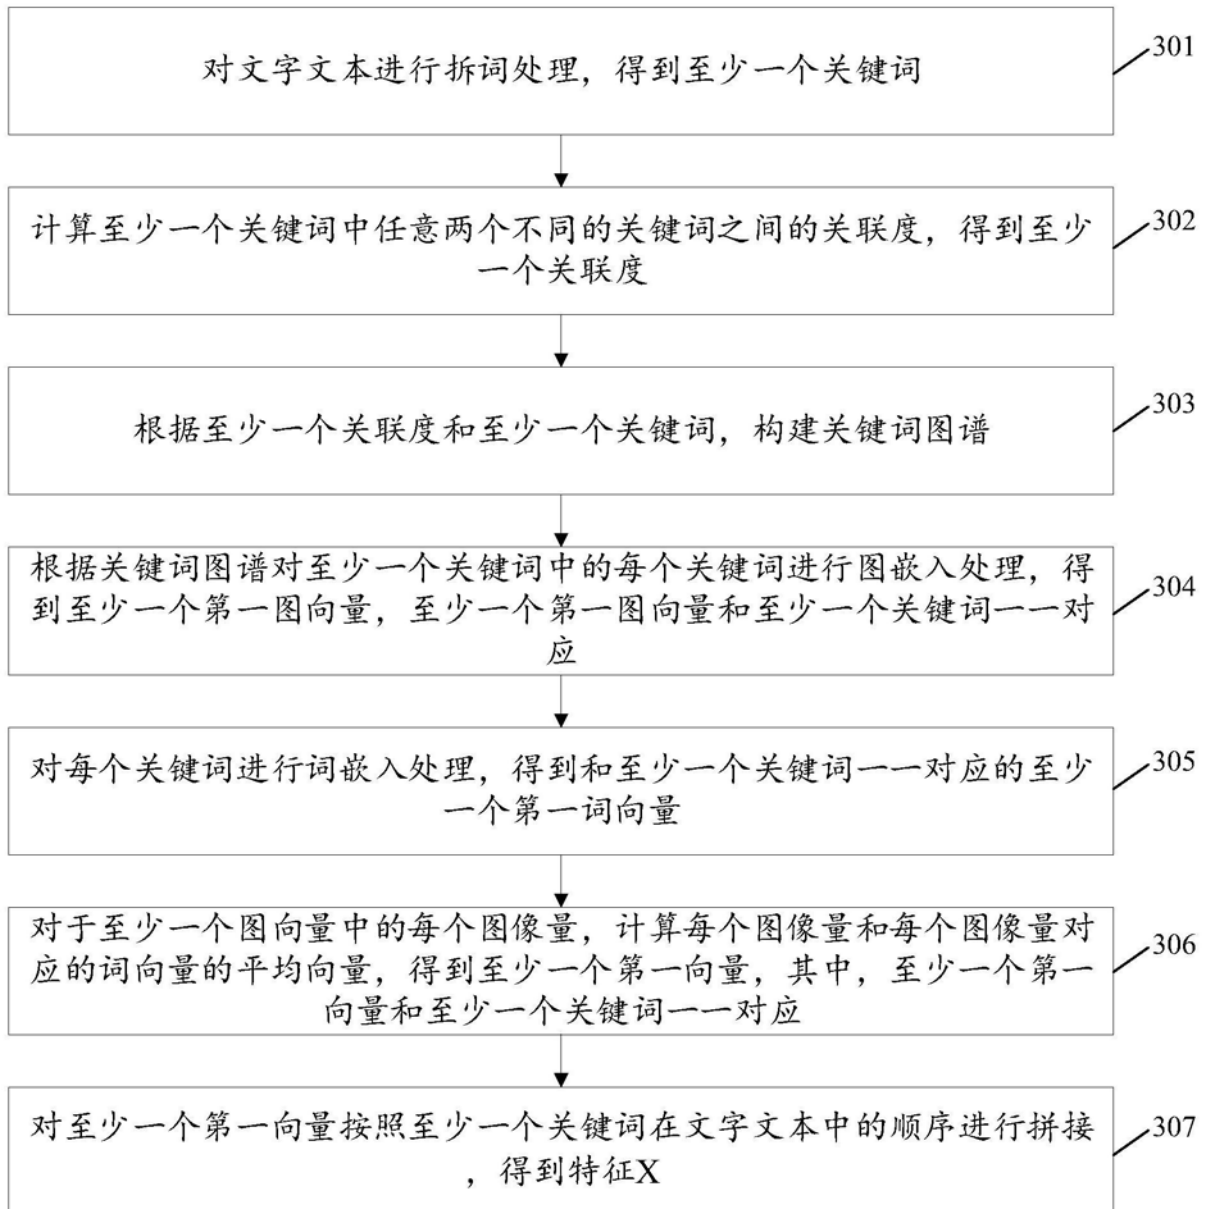 对文字文本进行拆词处理，得到至少一个关键词
301
计算至少一个关键词中任意两个不同的关键词之间的关联度，得到至少
一个关联度
302
根据至少一个关联度和至少一个关键词，构建关键词图谱
303
根据关键词图谱对至少一个关键词中的每个关键词进行图嵌入处理，得
到至少一个第一图向量，至少一个第一图向量和至少一个关键词一一对
应
304
对每个关键词进行词嵌入处理，得到和至少一个关键词一一对应的至少
一个第一词向量
305
对于至少一个图向量中的每个图像量，计算每个图像量和每个图像量对
应的词向量的平均向量，得到至少一个第一向量，其中，至少一个第一
向量和至少一个关键词一一对应
306
对至少一个第一向量按照至少一个关键词在文字文本中的顺序进行拼接
，得到特征X
307